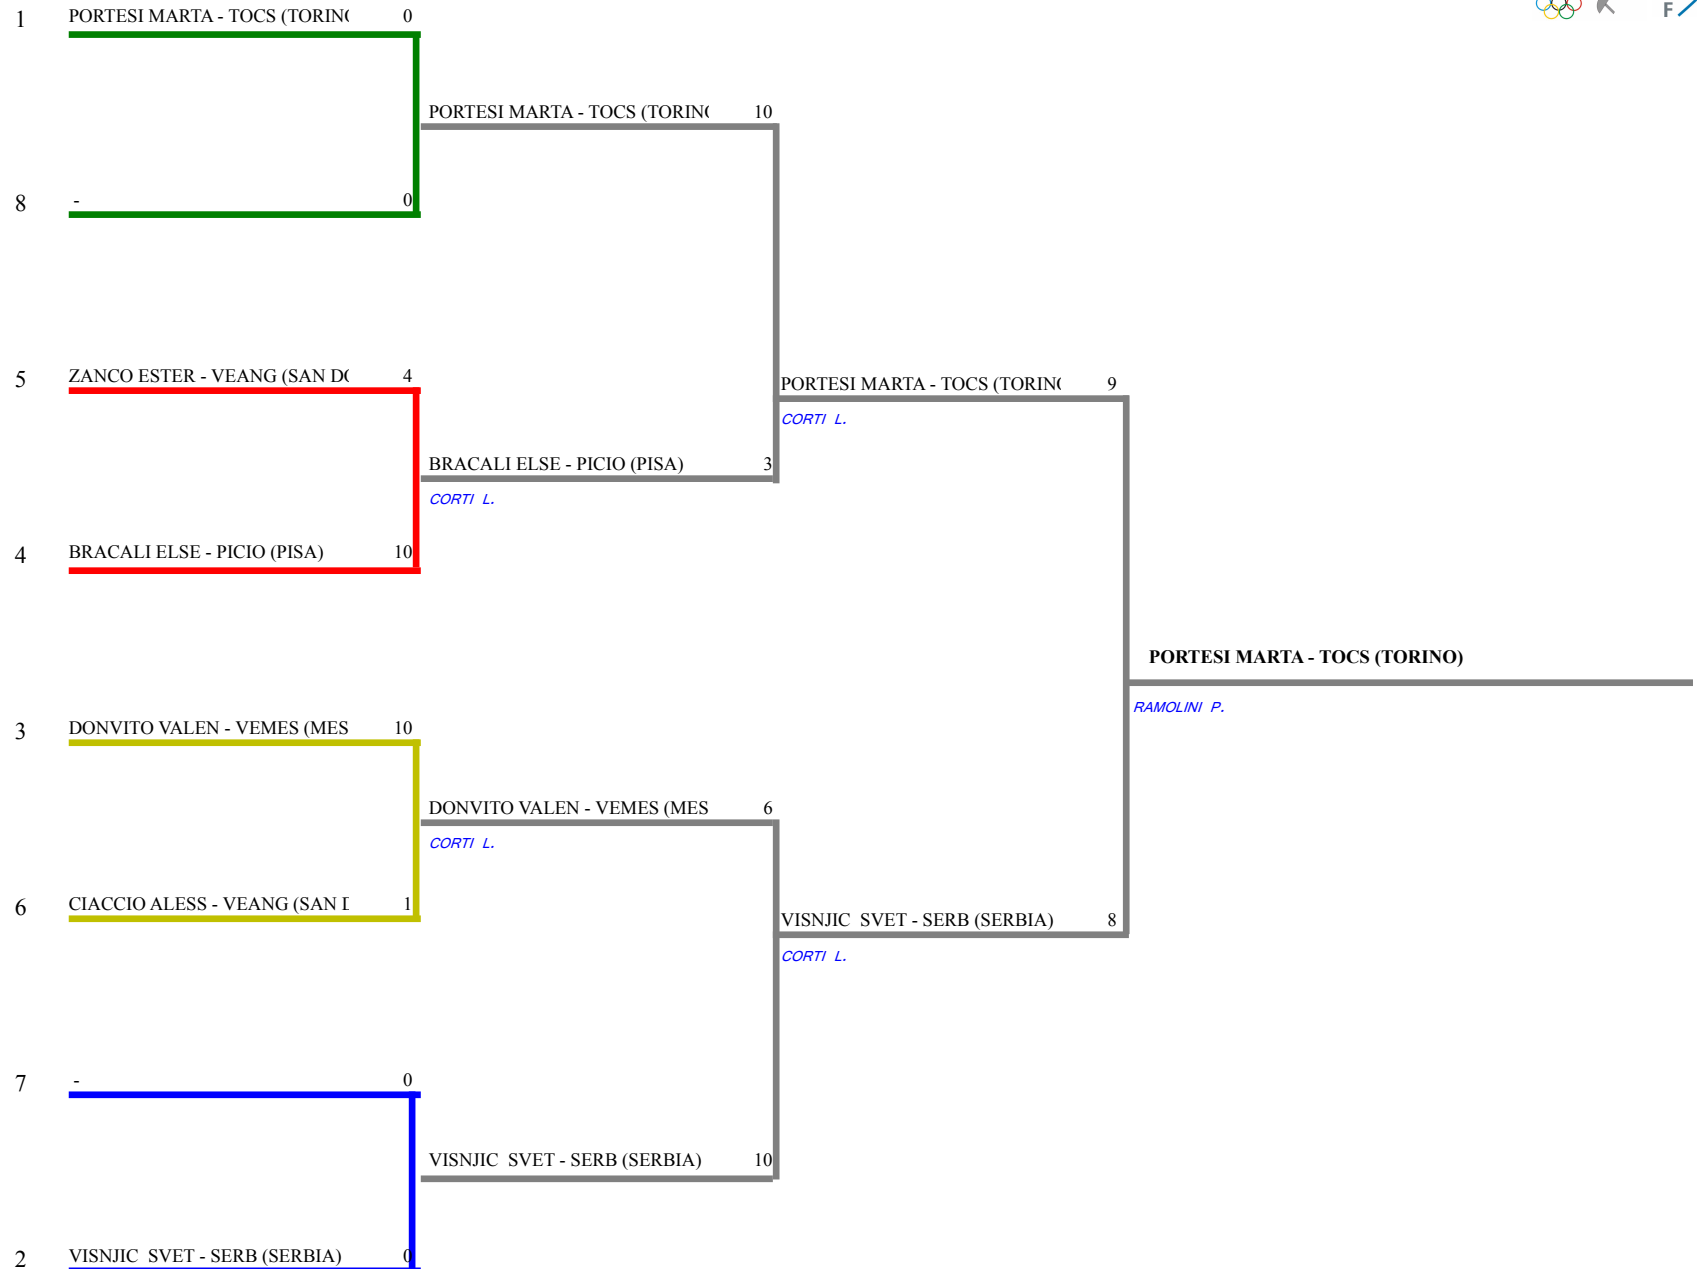 F
1 PORTESI MARTA - TOCS (TORIN 0
PORTESI MARTA - TOCS (TORIN 10
8 - 0
5 ZANCO ESTER - VEANG (SAN D 4
PORTESI MARTA - TOCS (TORIN 9
CORTI L.
BRACALI ELSE - PICIO (PISA) 3
CORTI L.
4 BRACALI ELSE - PICIO (PISA) 10
PORTESI MARTA - TOCS (TORINO)
RAMOLINI P.
3 DONVITO VALEN - VEMES (MES 10
DONVITO VALEN - VEMES (MES 6
CORTI L.
6 CIACCIO ALESS - VEANG (SAN 1
VISNJIC SVET - SERB (SERBIA) 8
CORTI L.
7 - 0
VISNJIC SVET - SERB (SERBIA) 10
2 VISNJIC SVET - SERB (SERBIA) 0